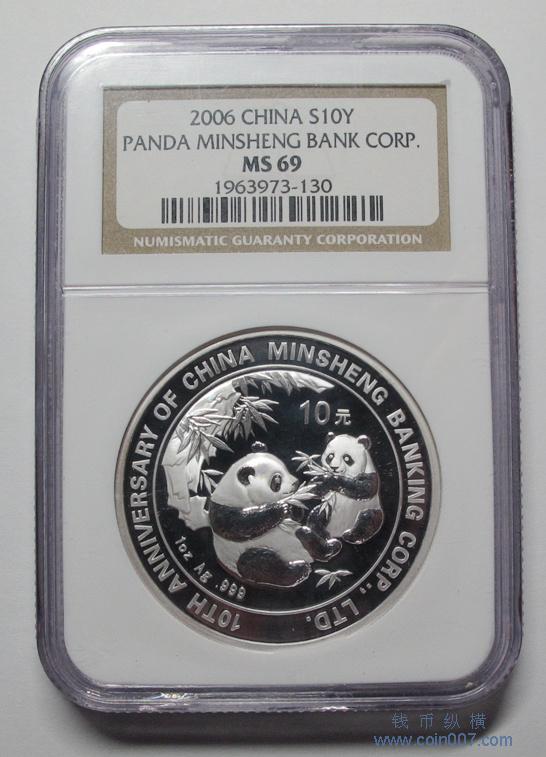 2006 CHINA S10Y
PANDA MINSHENG BANK CORP.
MS 69
1963973-130
NUMISMATIC GUARANTY CORPORATION
10TH ANNIVERSARY OF CHINA MINSHENG BANKING CORP., LTD.
10元
1oz Ag .999
钱币纵横
www.coin007.com